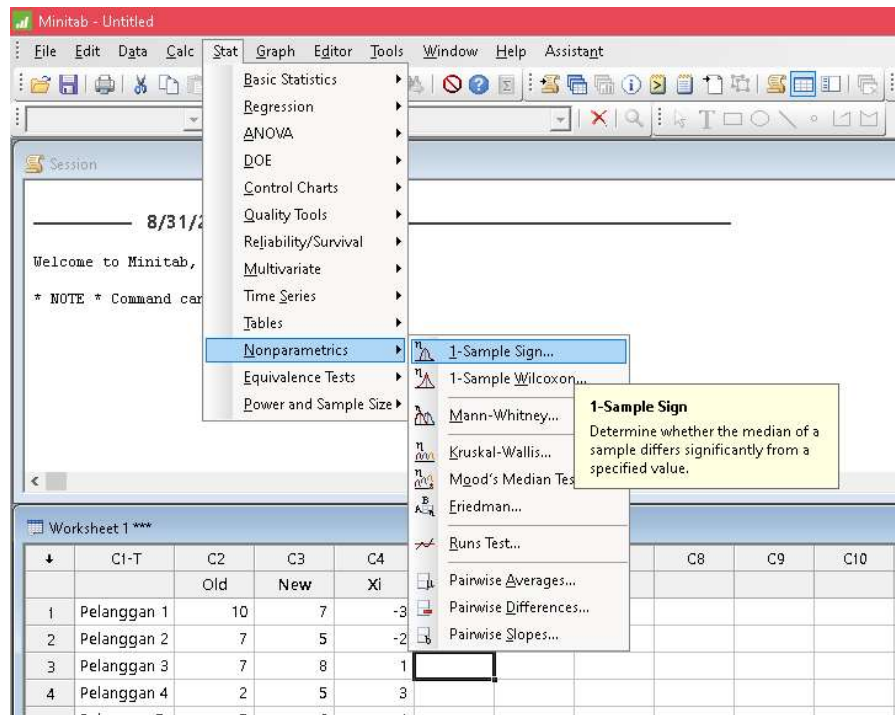 Minitab - Untitled
File Edit Data Calc Stat Graph Editor Tools Window Help Assistant
Session
8/31/2
Welcome to Minitab,
* NOTE * Command can
Basic Statistics
Regression
ANOVA
DOE
Control Charts
Quality Tools
Reliability/Survival
Multivariate
Time Series
Tables
Nonparametrics
Equivalence Tests
Power and Sample Size
1-Sample Sign...
1-Sample Wilcoxon...
Mann-Whitney...
Kruskal-Wallis...
Mood's Median Tes
Friedman...
Runs Test...
Pairwise Averages...
Pairwise Differences...
Pairwise Slopes...
1-Sample Sign
Determine whether the median of a
sample differs significantly from a
specified value.
Worksheet 1 ***
C1-T C2 C3 C4 C8 C9 C10
Old New Xi
1 Pelanggan 1 10 7 -3
2 Pelanggan 2 7 5 -2
3 Pelanggan 3 7 8 1
4 Pelanggan 4 2 5 3